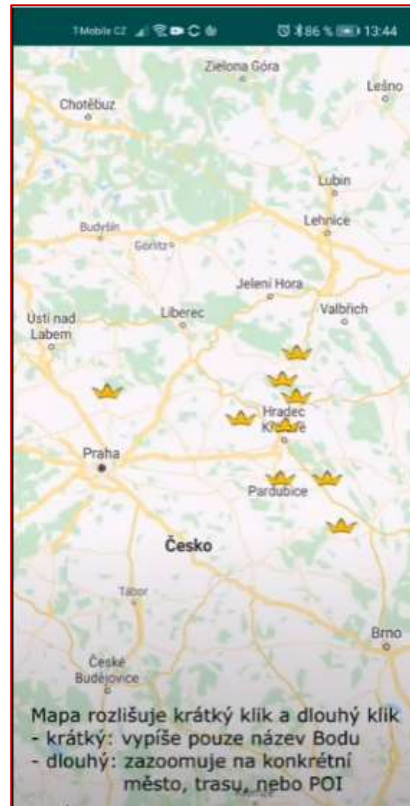 T-Mobile CZ 86 % 13:44
Zielona Góra
Lešno
Chotěbuz
Lubin
Lehnice
Budyšín
Görlitz
Jelení Hora
Valbřich
Liberec
Ústí nad
Labem
Hradec
Králové
Praha
Pardubice
Česko
Tábor
Brno
České
Budějovice
Mapa rozlišuje krátký klik a dlouhý klik
- krátký: vypíše pouze název Bodu
- dlouhý: zazoomuje na konkrétní
město, trasu, nebo POI